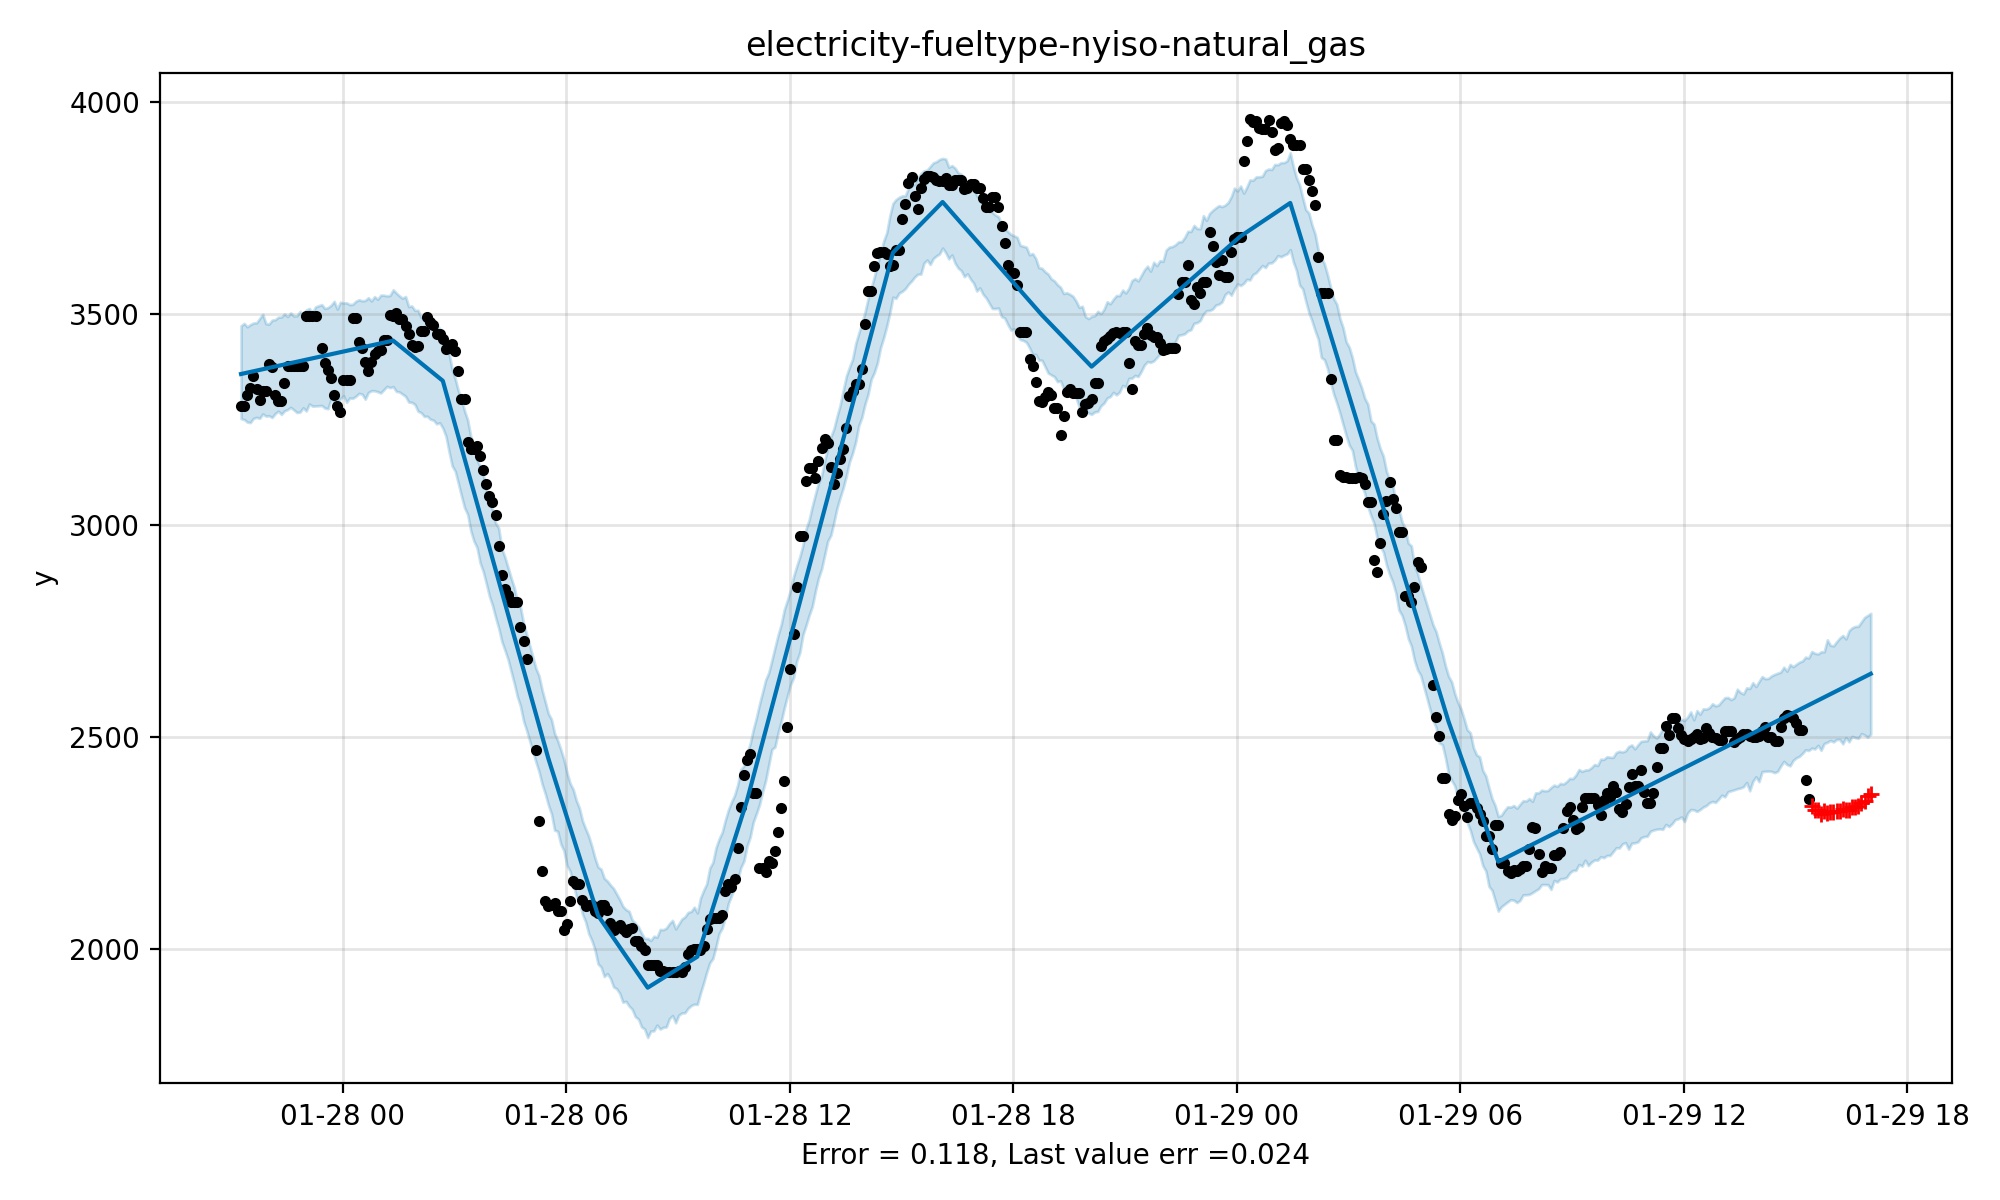 electricity-fueltype-nyiso-natural_gas
4000
3500
3000
2500
2000
y
01-28 00 01-28 06 01-28 12 01-28 18 01-29 00 01-29 06 01-29 12 01-29 18
Error = 0.118, Last value err =0.024